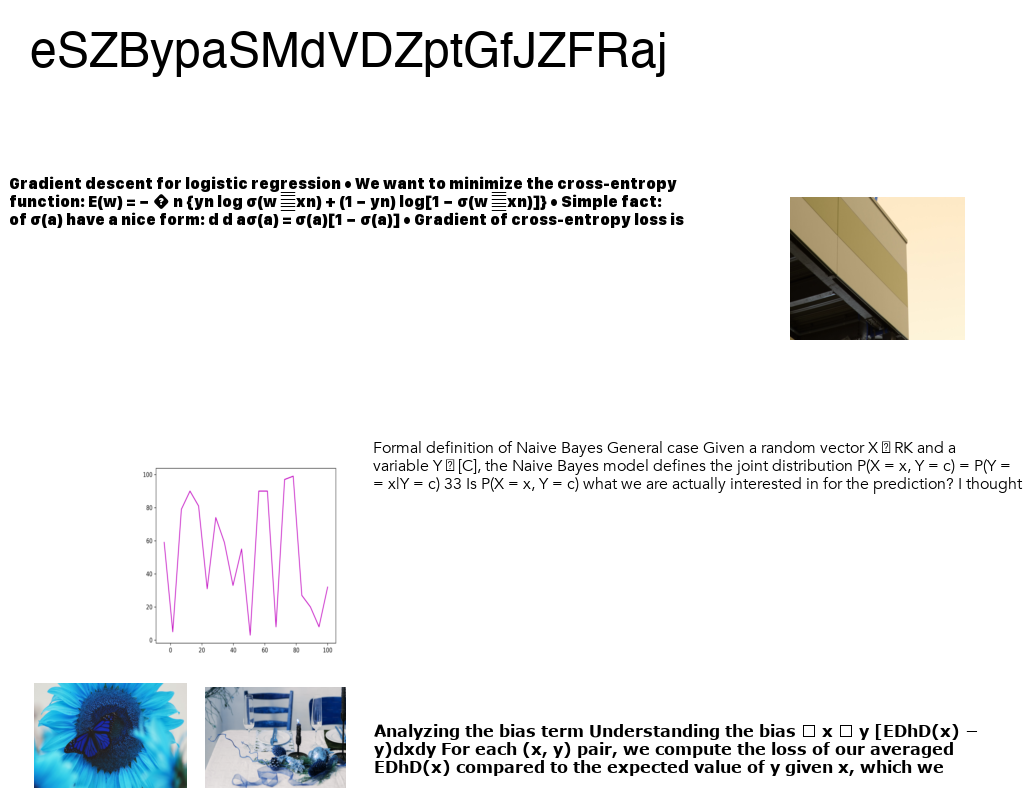 eSZBypaSMdVDZptGfJZFRaj
Gradient descent for logistic regression • We want to minimize the cross-entropy
function: E(w) = − � n {yn log σ(w xn) + (1 − yn) log[1 − σ(w xn)]} • Simple fact:
of σ(a) have a nice form: d d aσ(a) = σ(a)[1 − σ(a)] • Gradient of cross-entropy loss is
Formal definition of Naive Bayes General case Given a random vector X RK and a
variable Y [C], the Naive Bayes model defines the joint distribution P(X = x, Y = c) = P(Y =
= x|Y = c) 33 Is P(X = x, Y = c) what we are actually interested in for the prediction? I thought
100
80
60
40
20
0
0 20 40 60 80 100
Analyzing the bias term Understanding the bias x y [EDhD(x) −
y)dxdy For each (x, y) pair, we compute the loss of our averaged
EDhD(x) compared to the expected value of y given x, which we